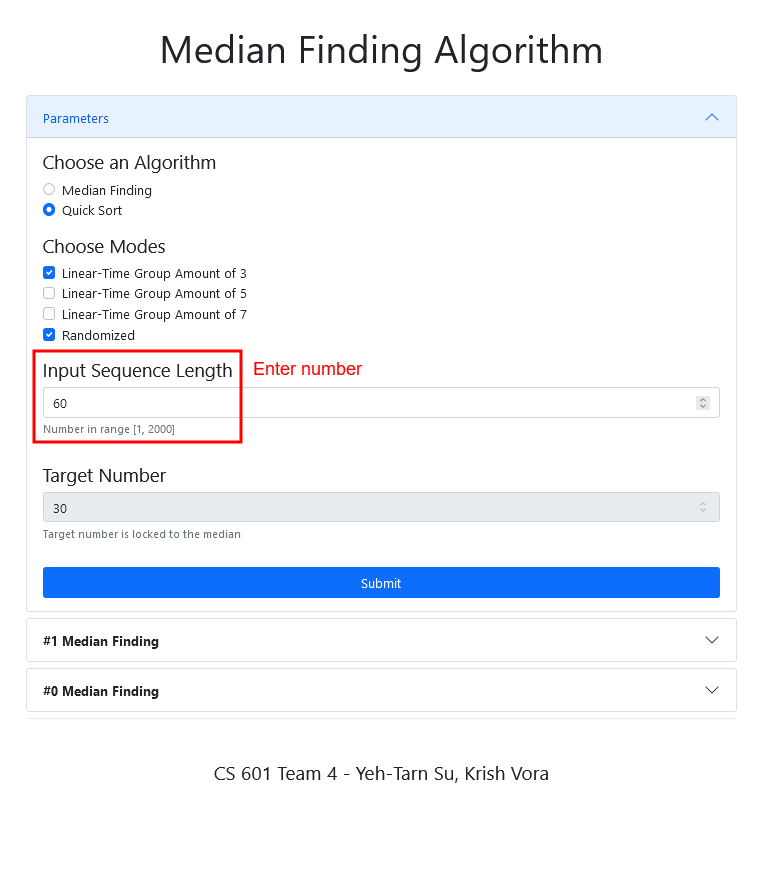 Median Finding Algorithm
Parameters
Choose an Algorithm
Median Finding
Quick Sort
Choose Modes
Linear-Time Group Amount of 3
Linear-Time Group Amount of 5
Linear-Time Group Amount of 7
Randomized
Input Sequence Length Enter number
60
Number in range [1, 2000]
Target Number
30
Target number is locked to the median
Submit
#1 Median Finding
#0 Median Finding
CS 601 Team 4 - Yeh-Tarn Su, Krish Vora